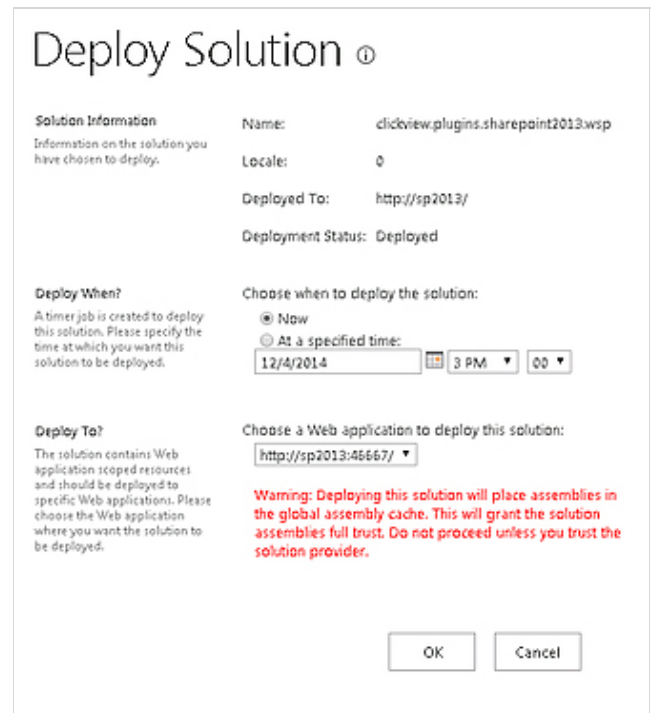 Deploy Solution
Solution Information
Information on the solution you
have chosen to deploy.
Name: clickview.plugins.sharepoint2013.wsp
Locale: 0
Deployed To: http://sp2013/
Deployment Status: Deployed
Deploy When?
A timer job is created to deploy
this solution. Please specify the
time at which you want this
solution to be deployed.
Choose when to deploy the solution:
Now
At a specified time:
12/4/2014 3 PM 00
Deploy To?
The solution contains Web
application scoped resources
and should be deployed to
specific Web applications. Please
choose the Web application
where you want the solution to
be deployed.
Choose a Web application to deploy this solution:
http://sp2013:46667/
Warning: Deploying this solution will place assemblies in
the global assembly cache. This will grant the solution
assemblies full trust. Do not proceed unless you trust the
solution provider.
OK Cancel